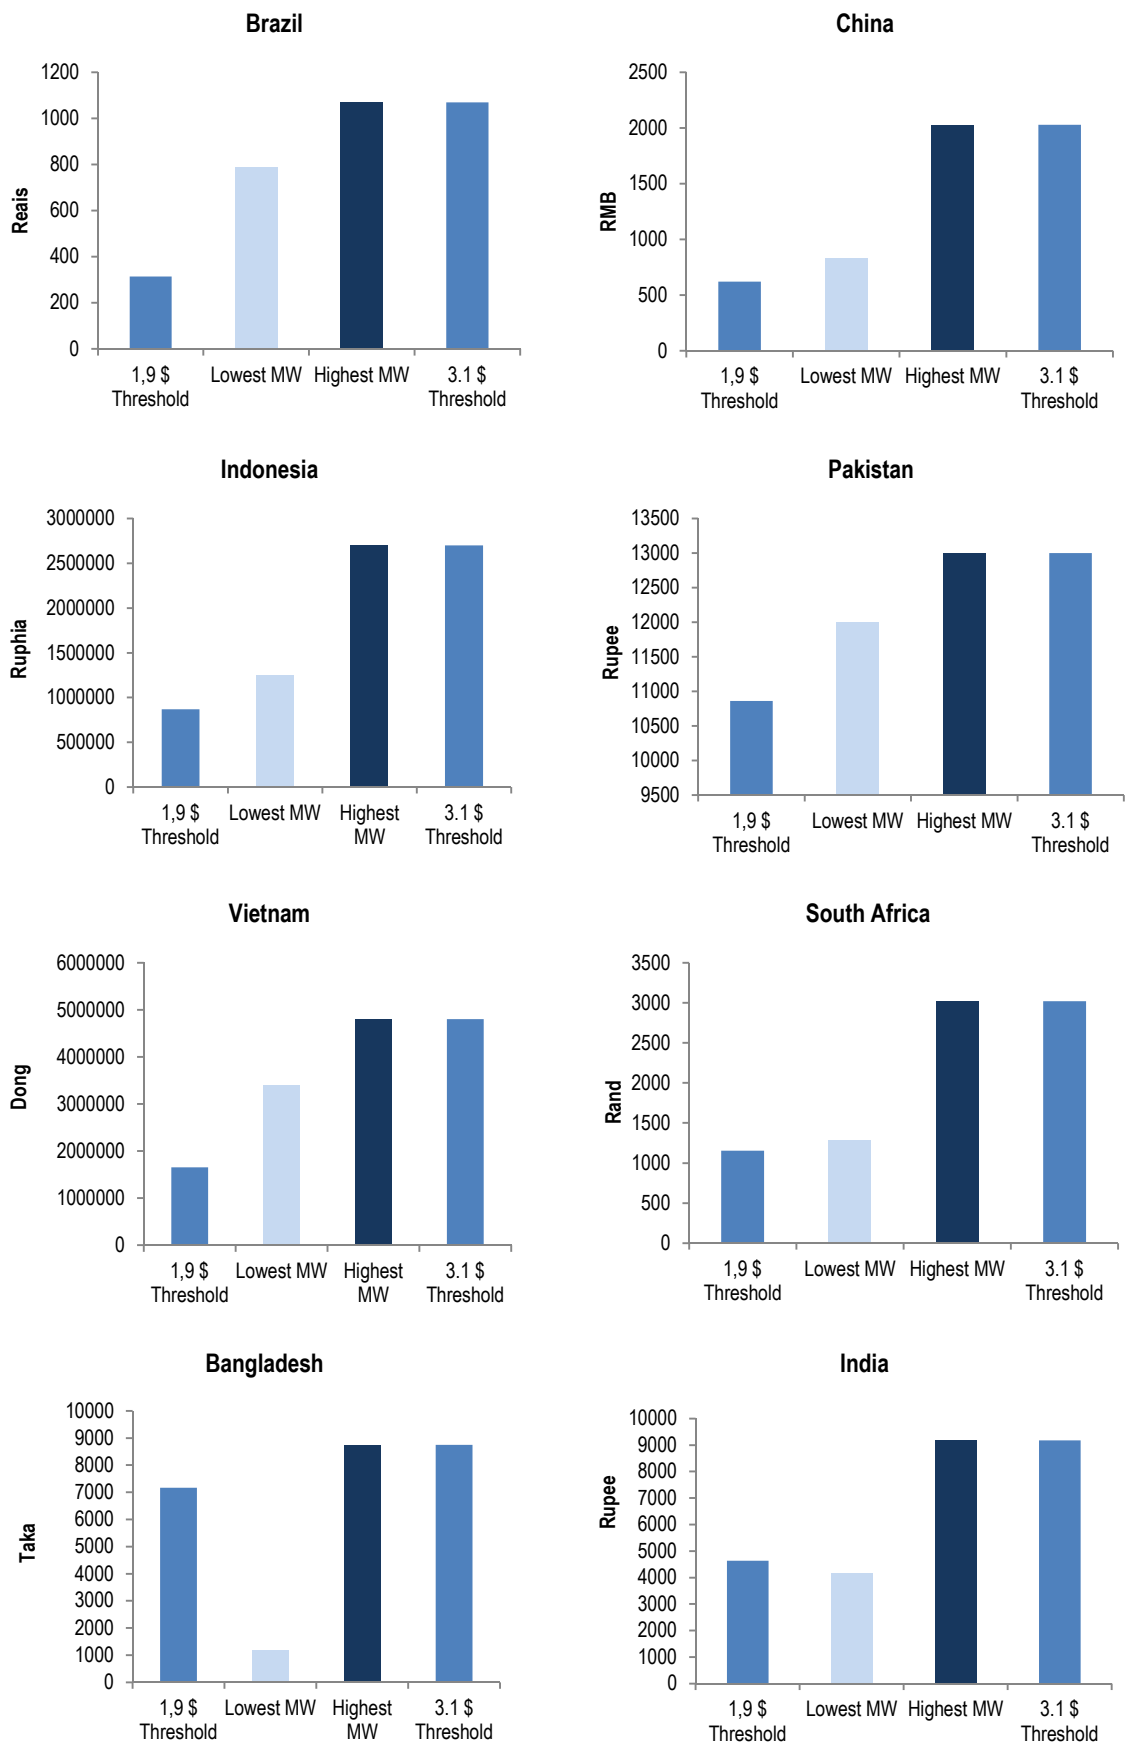 Brazil
1200
1000
800
600
400
200
0
Reais
1,9 $
Threshold
Lowest MW
Highest MW
3.1 $
Threshold
China
2500
2000
1500
1000
500
0
RMB
1,9 $
Threshold
Lowest MW
Highest MW
3.1 $
Threshold
Indonesia
3000000
2500000
2000000
1500000
1000000
500000
0
Ruphia
1,9 $
Threshold
Lowest MW
Highest
MW
3.1 $
Threshold
Pakistan
13500
13000
12500
12000
11500
11000
10500
10000
9500
Rupee
1,9 $
Threshold
Lowest MW
Highest MW
3.1 $
Threshold
Vietnam
6000000
5000000
4000000
3000000
2000000
1000000
0
Dong
1,9 $
Threshold
Lowest MW
Highest
MW
3.1 $
Threshold
South Africa
3500
3000
2500
2000
1500
1000
500
0
Rand
1,9 $
Threshold
Lowest MW
Highest MW
3.1 $
Threshold
Bangladesh
10000
9000
8000
7000
6000
5000
4000
3000
2000
1000
0
Taka
1,9 $
Threshold
Lowest MW
Highest
MW
3.1 $
Threshold
India
10000
9000
8000
7000
6000
5000
4000
3000
2000
1000
0
Rupee
1,9 $
Threshold
Lowest MW
Highest MW
3.1 $
Threshold